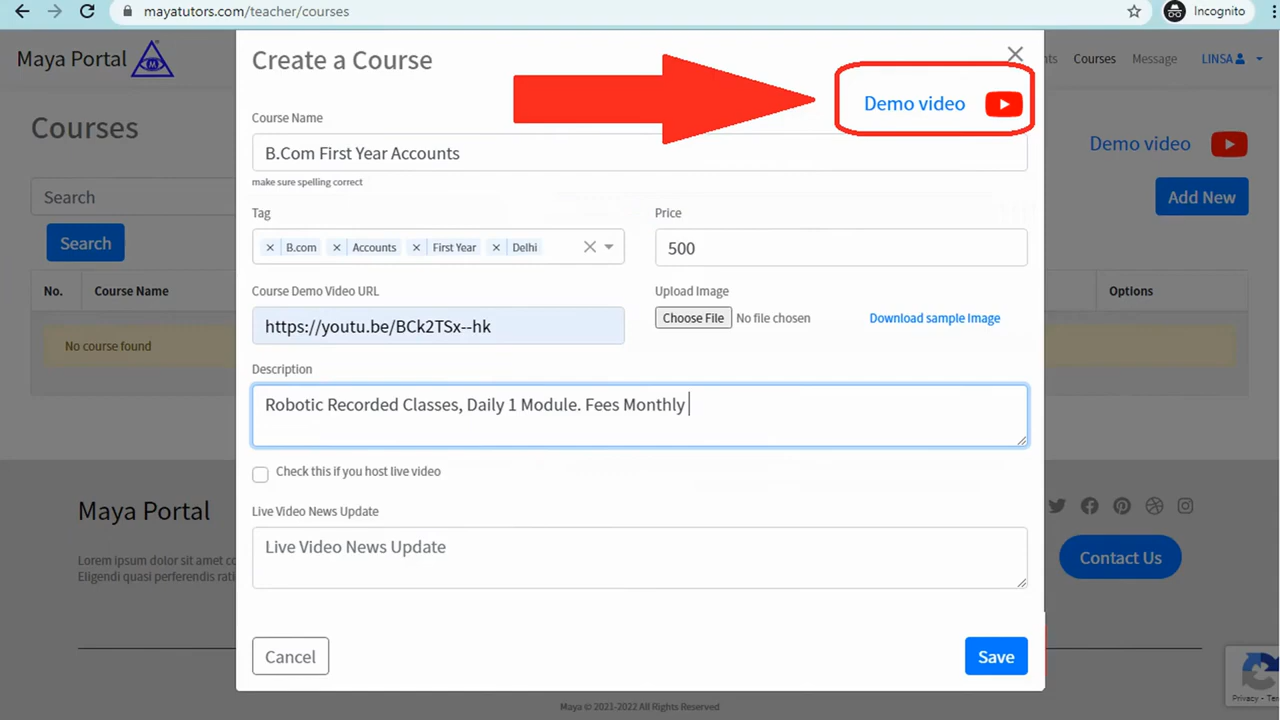 mayatutors.com/teacher/courses
Incognito
Maya Portal
Courses Message LINSA
Create a Course
Demo video
Courses
Course Name
B.Com First Year Accounts
make sure spelling correct
Demo video
Search
Add New
Tag
Price
× B.com × Accounts × First Year × Delhi
500
Search
No. Course Name
Options
Course Demo Video URL
Upload Image
https://youtu.be/BCk2TSx--hk
Choose File No file chosen
Download sample Image
No course found
Description
Robotic Recorded Classes, Daily 1 Module. Fees Monthly
Check this if you host live video
Live Video News Update
Live Video News Update
Maya Portal
Lorem ipsum dolor sit amet
Eligendi quasi perferendis
Contact Us
Cancel
Save
Privacy
Maya © 2021-2022 All Rights Reserved